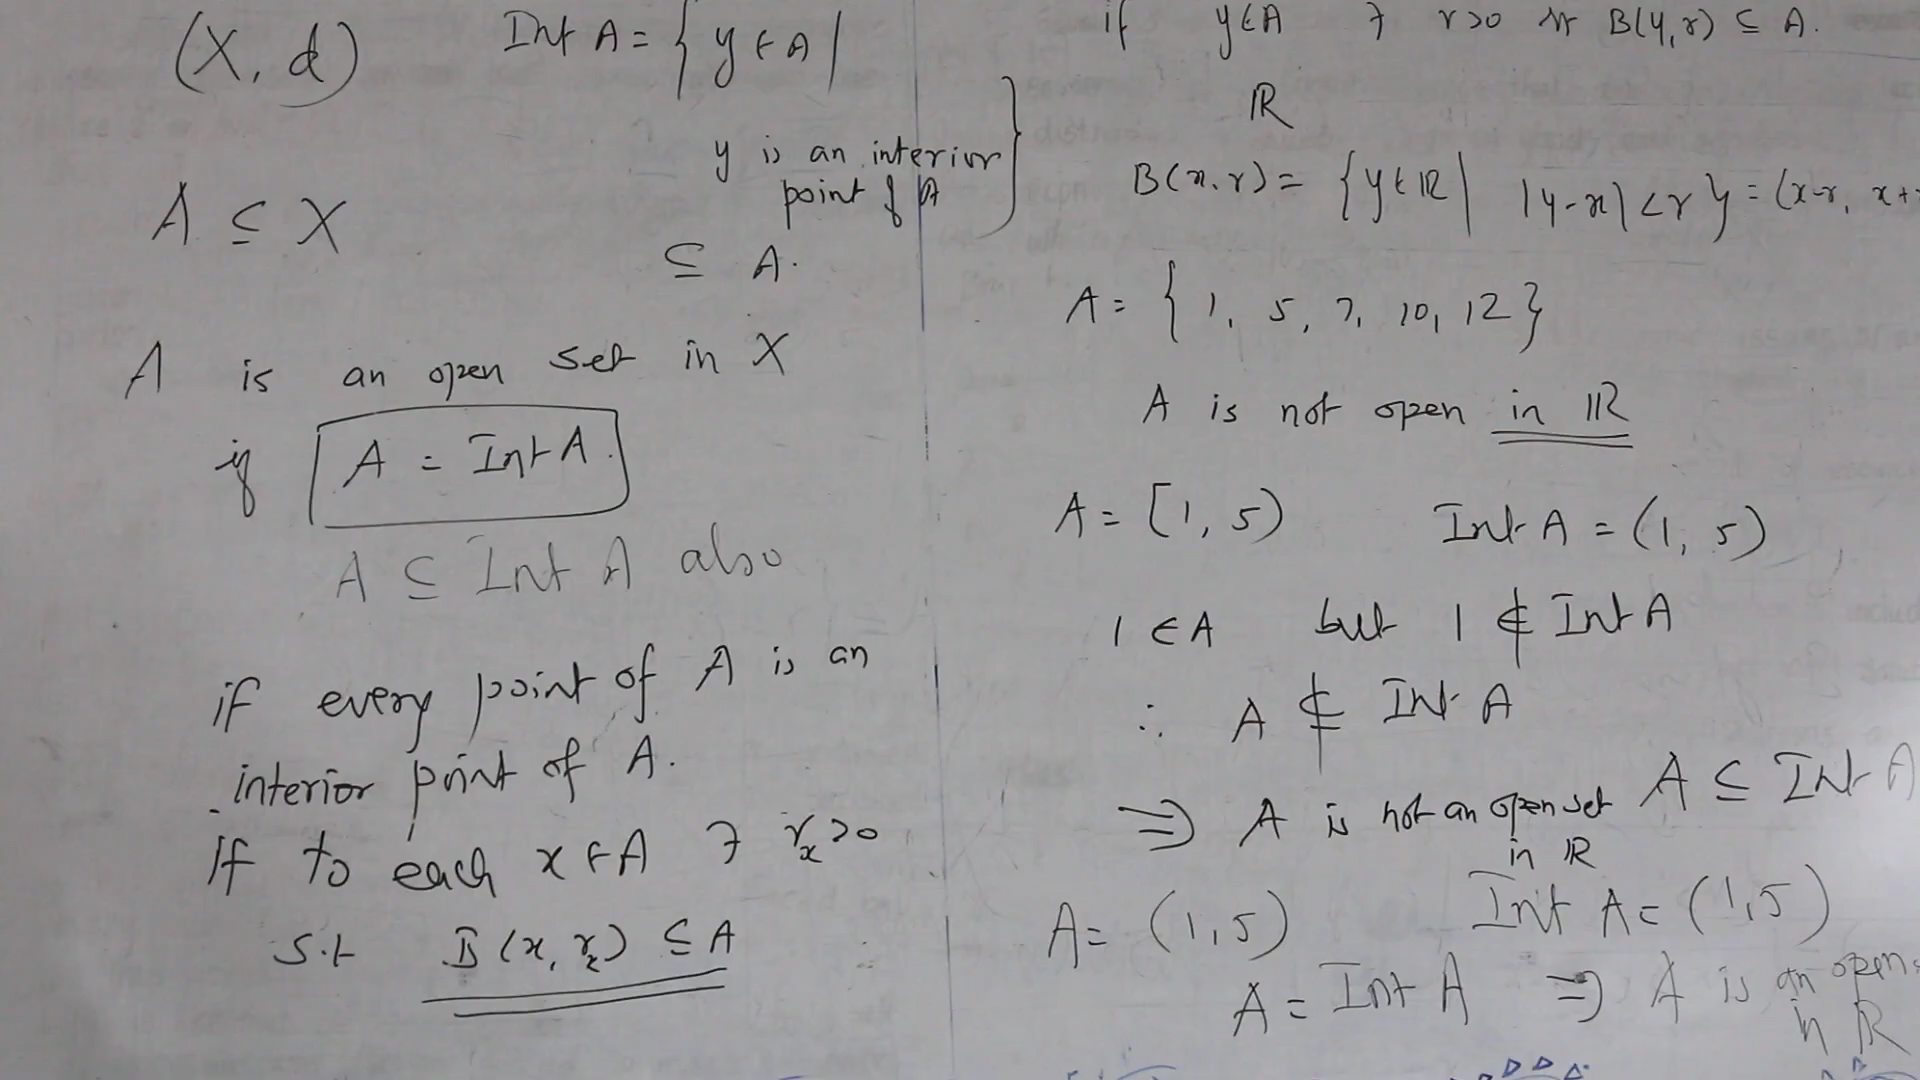 (X, d) Int A = { y ∈ A |
y is an interior
point of A }
A ⊆ X
⊆ A.
A is an open set in X
if A = Int A.
A ⊆ Int A also
if every point of A is an
interior point of A.
if to each x ∈ A ∃ r_x > 0
s.t B(x, r_x) ⊆ A
if y ∈ A ∃ r > 0 st B(y, r) ⊆ A.
ℝ
B(x, r) = { y ∈ ℝ | |y - x| < r } = (x - r, x +
A = { 1, 5, 7, 10, 12 }
A is not open in ℝ
A = [1, 5) Int A = (1, 5)
1 ∈ A but 1 ∉ Int A
∴ A ⊄ Int A
⇒ A is not an open set A ⊆ Int A
in ℝ
A = (1, 5) Int A = (1, 5)
A = Int A ⇒ A is an open
in ℝ